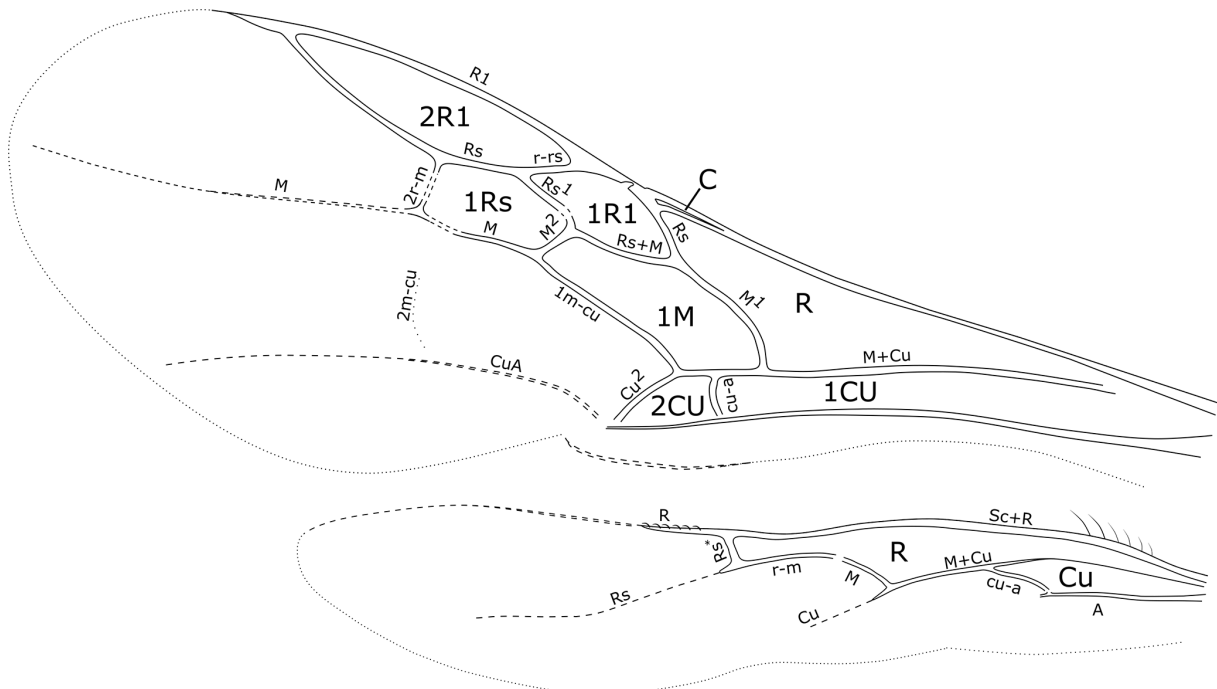 R1
2R1
Rs
r-rs
C
2r-m
M
1Rs
Rs1
1R1
M2
M
Rs+M
Rs
2m-cu
1m-cu
1M
M1
R
CuA
M+Cu
Cu2
2CU
cu-a
1CU
R
Sc+R
Rs*
R
r-m
M
M+Cu
cu-a
Cu
Rs
Cu
A